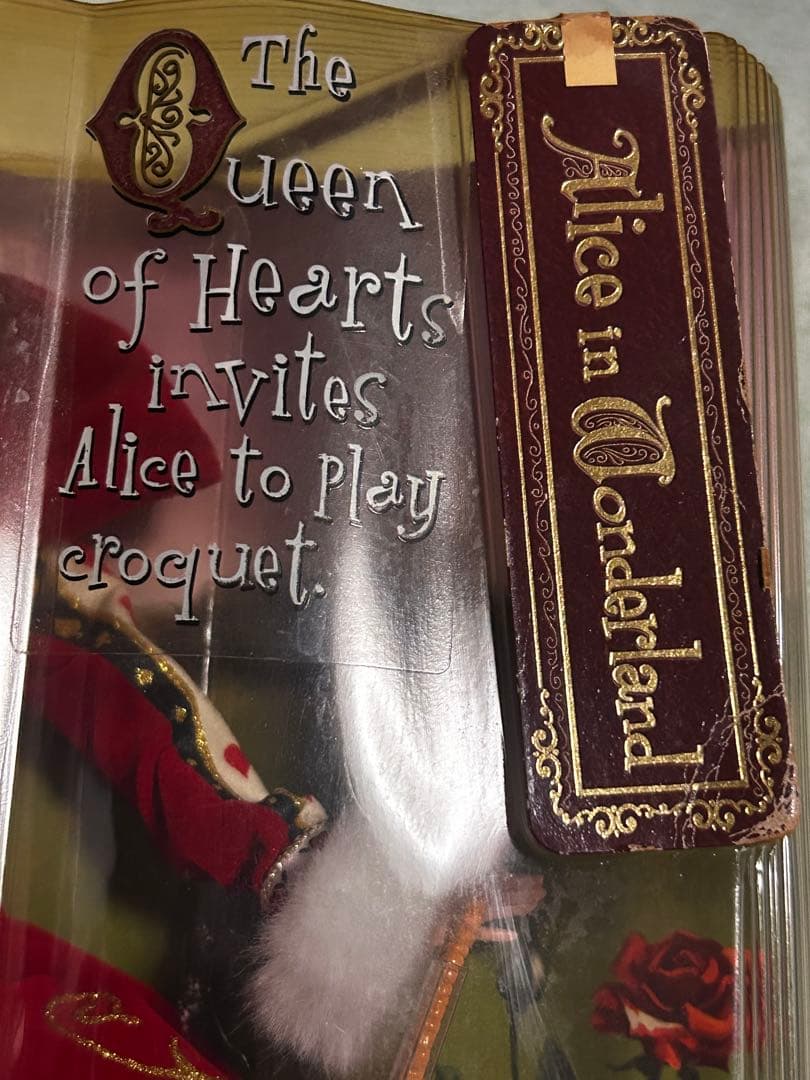 The
Queen
of Hearts
invites
Alice to play
croquet.
Alice in Wonderland